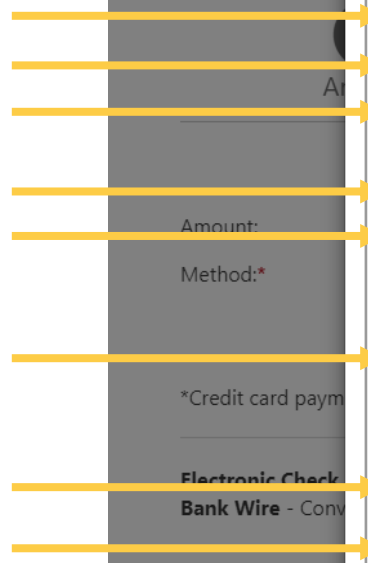 Amount:
Method:*
*Credit card paym
Electronic Check
Bank Wire - Conv